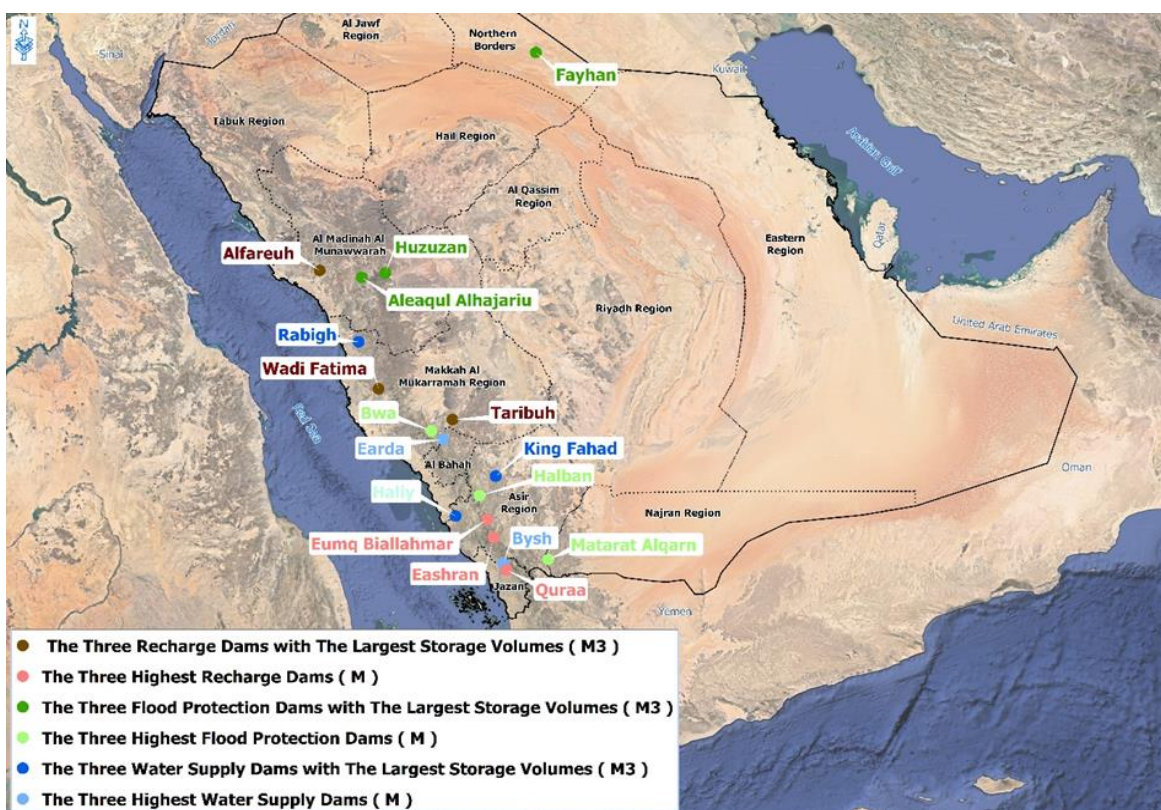 N
Jordan
Sinai
Al Jawf
Region
Northern
Borders
Fayhan
Kuwait
Tabuk Region
Hail Region
Arabian Gulf
Al Qassim
Region
Eastern
Region
Qatar
Al Madinah Al
Munawwarah
Huzuzan
Alfareuh
Aleaqul Alhajariu
Riyadh Region
United Arab Emirates
Rabigh
Wadi Fatima
Makkah Al
Mukarramah Region
Red Sea
Bwa
Taribuh
Earda
King Fahad
Oman
Al Bahah
Halban
Haliy
Asir
Region
Najran Region
Eumq Biallahmar
Bysh
Matarat Alqarn
Eashran
Quraa
Jazan
Yemen
The Three Recharge Dams with The Largest Storage Volumes ( M3 )
The Three Highest Recharge Dams ( M )
The Three Flood Protection Dams with The Largest Storage Volumes ( M3 )
The Three Highest Flood Protection Dams ( M )
The Three Water Supply Dams with The Largest Storage Volumes ( M3 )
The Three Highest Water Supply Dams ( M )